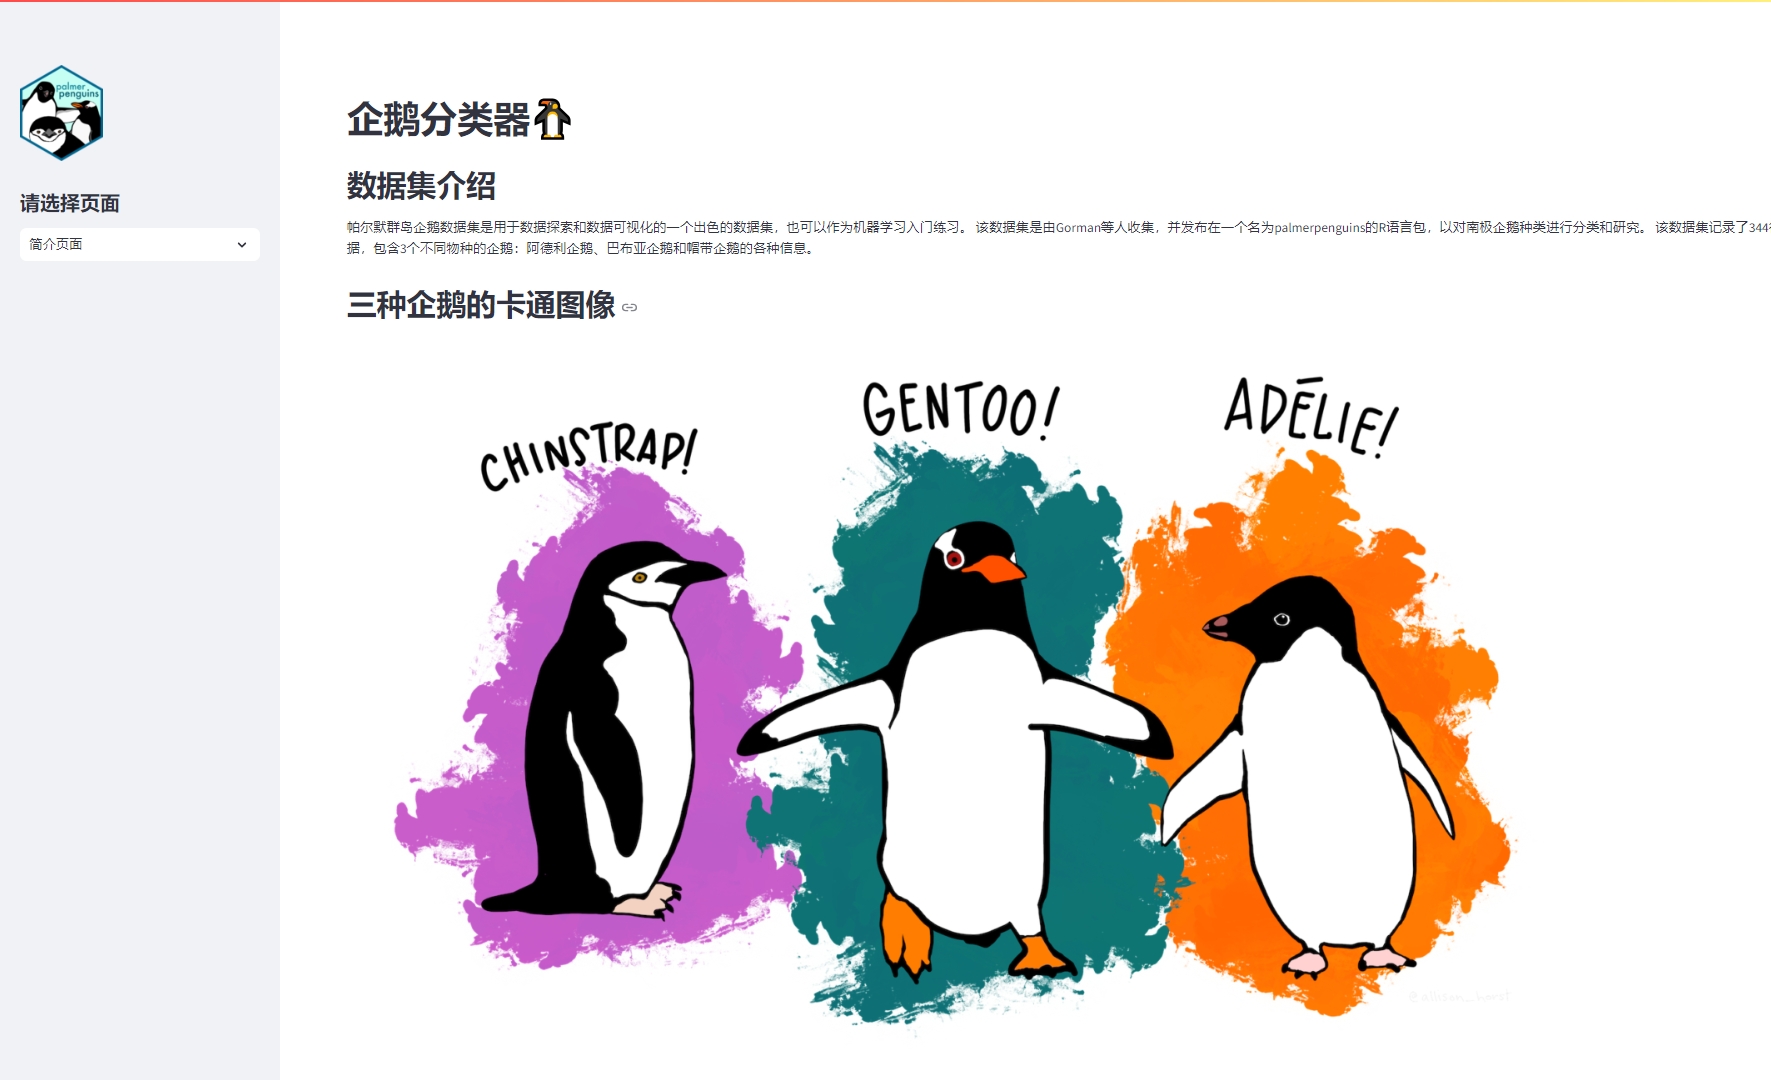 palmer
penguins
请选择页面
简介页面
企鹅分类器
数据集介绍
帕尔默群岛企鹅数据集是用于数据探索和数据可视化的一个出色的数据集，也可以作为机器学习入门练习。 该数据集是由Gorman等人收集，并发布在一个名为palmerpenguins的R语言包，以对南极企鹅种类进行分类和研究。 该数据集记录了344
据，包含3个不同物种的企鹅：阿德利企鹅、巴布亚企鹅和帽带企鹅的各种信息。
三种企鹅的卡通图像
CHINSTRAP!
GENTOO!
ADÉLIE!
@allison_horst